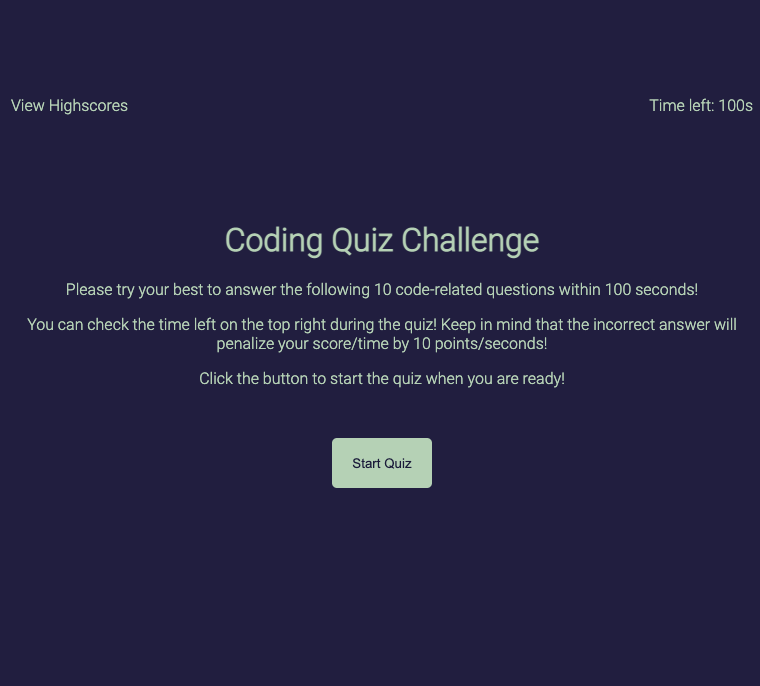 View Highscores
Time left: 100s
Coding Quiz Challenge
Please try your best to answer the following 10 code-related questions within 100 seconds!
You can check the time left on the top right during the quiz! Keep in mind that the incorrect answer will
penalize your score/time by 10 points/seconds!
Click the button to start the quiz when you are ready!
Start Quiz